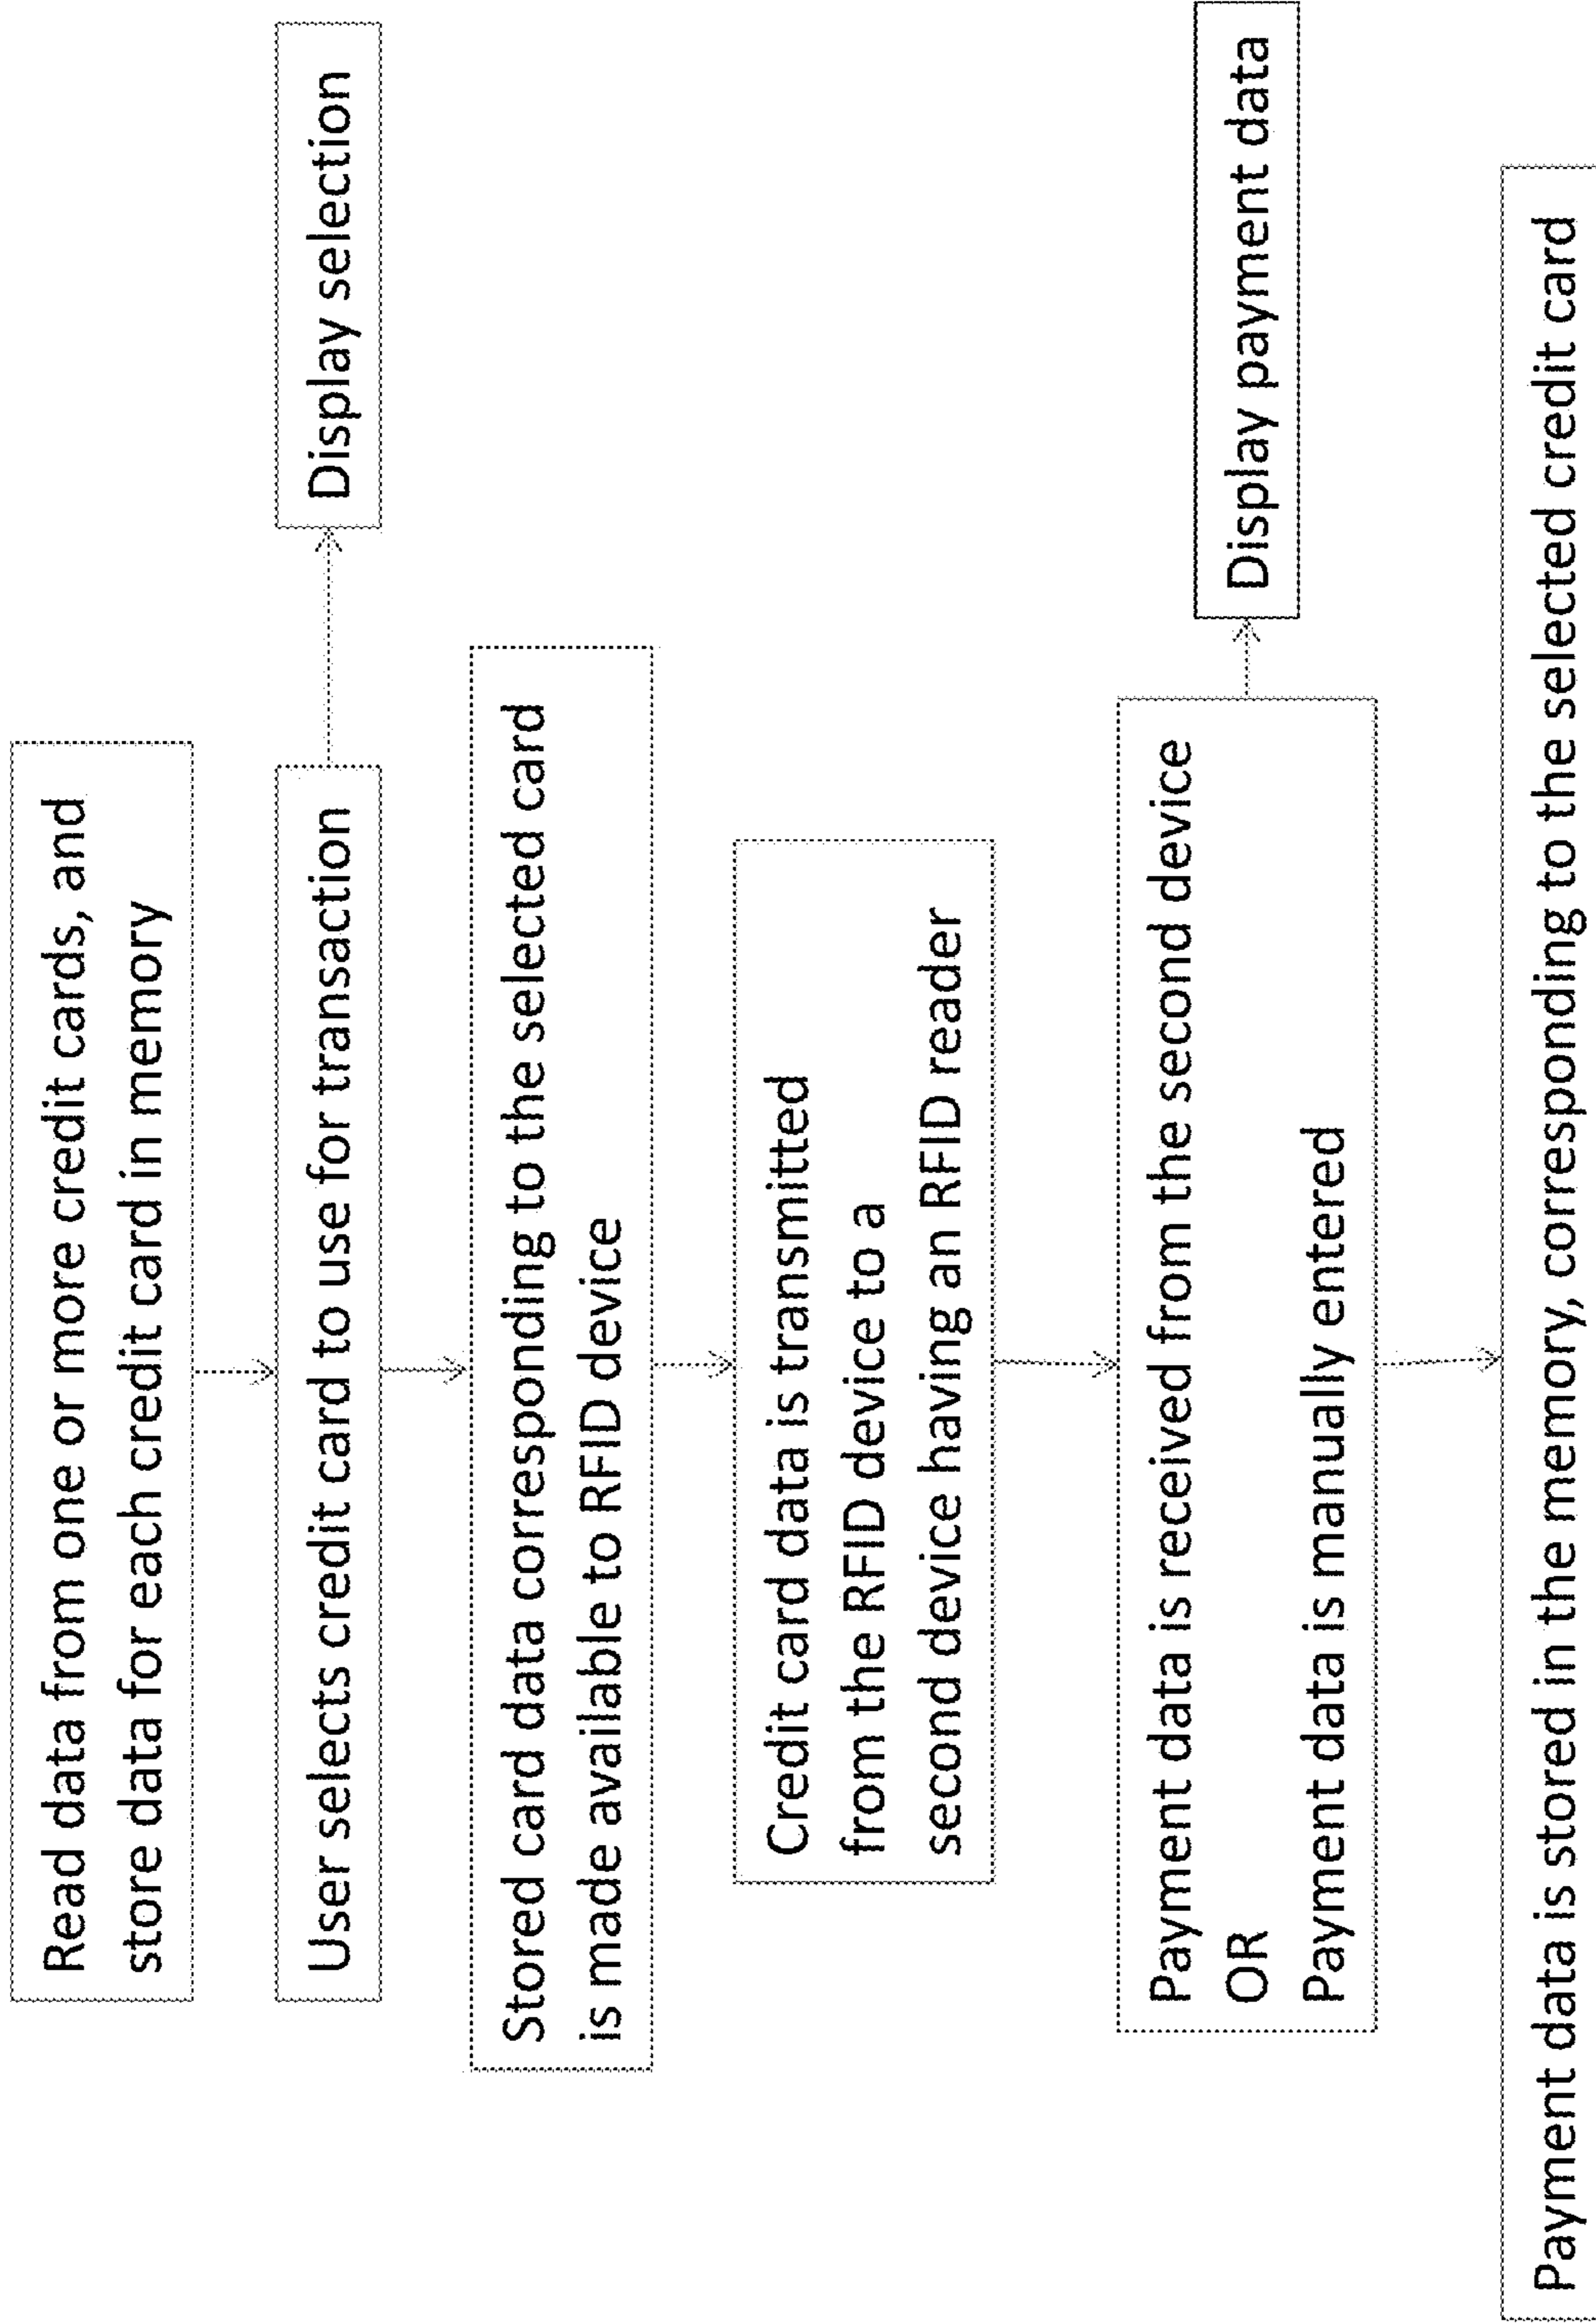 Read data from one or more credit cards, and
store data for each credit card in memory
User selects credit card to use for transaction
Display selection
Stored card data corresponding to the selected card
is made available to RFID device
Credit card data is transmitted
from the RFID device to a
second device having an RFID reader
Payment data is received from the second device
OR
Payment data is manually entered
Display payment data
Payment data is stored in the memory, corresponding to the selected credit card